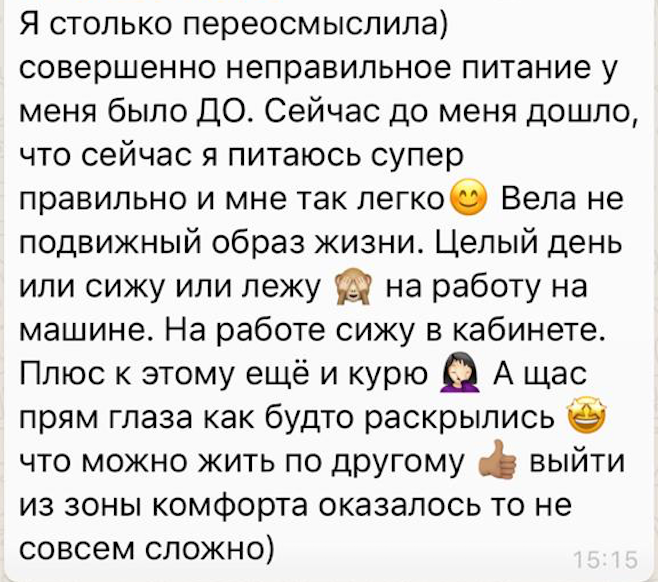 Я столько переосмыслила)
совершенно неправильное питание у
меня было ДО. Сейчас до меня дошло,
что сейчас я питаюсь супер
правильно и мне так легко😊 Вела не
подвижный образ жизни. Целый день
или сижу или лежу 🙈 на работу на
машине. На работе сижу в кабинете.
Плюс к этому ещё и курю 🤦🏻‍♀️ А щас
прям глаза как будто раскрылись 🤩
что можно жить по другому 👍🏽 выйти
из зоны комфорта оказалось то не
совсем сложно)
15:15